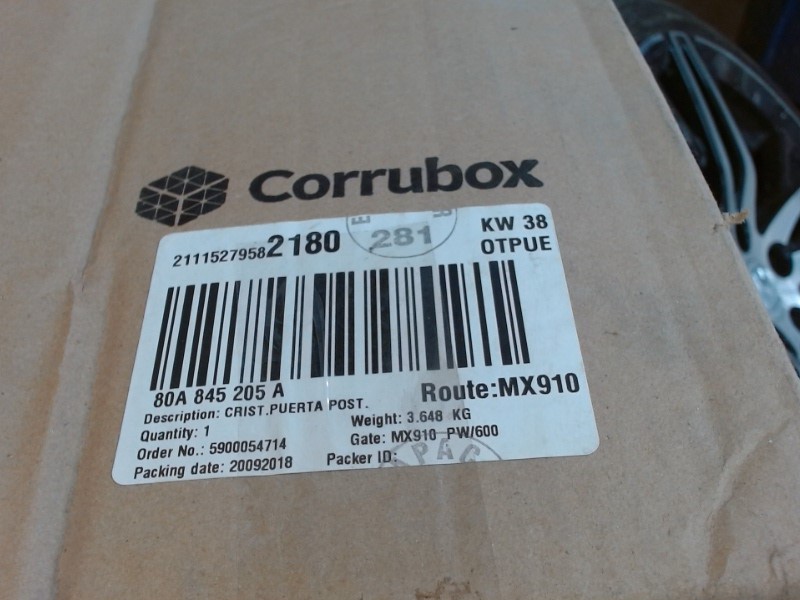 Corrubox
21115279582180
281
KW 38
OTPUE
80A 845 205 A
Route:MX910
Description: CRIST.PUERTA POST.
Quantity: 1
Weight: 3.648 KG
Order No.: 5900054714
Gate: MX910 PW/600
Packing date: 20092018
Packer ID:
APAC